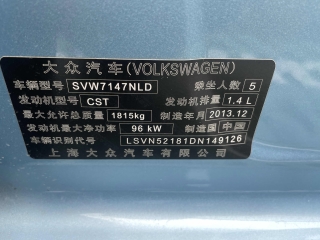 大众汽车(VOLKSWAGEN)
车辆型号 SVW7147NLD 乘坐人数 5
发动机型号 CST 发动机排量 1.4 L
最大允许总质量 1815kg 制造年月 2013.12
发动机最大净功率 96 kW 制造国 中国
车辆识别代号 LSVN52181DN149126
上海大众汽车有限公司